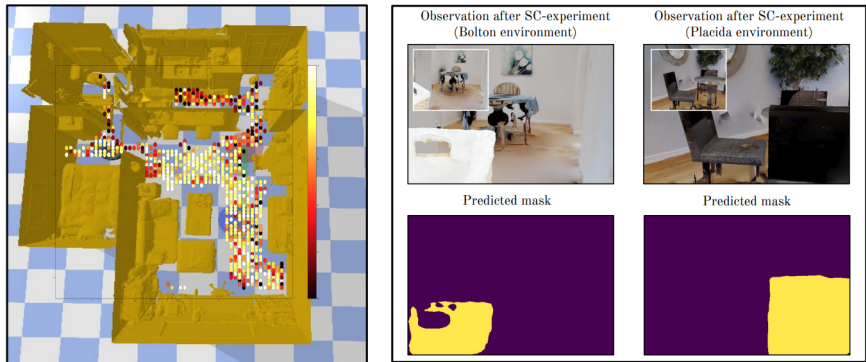 Observation after SC-experiment
(Bolton environment)
Observation after SC-experiment
(Placida environment)
Predicted mask
Predicted mask